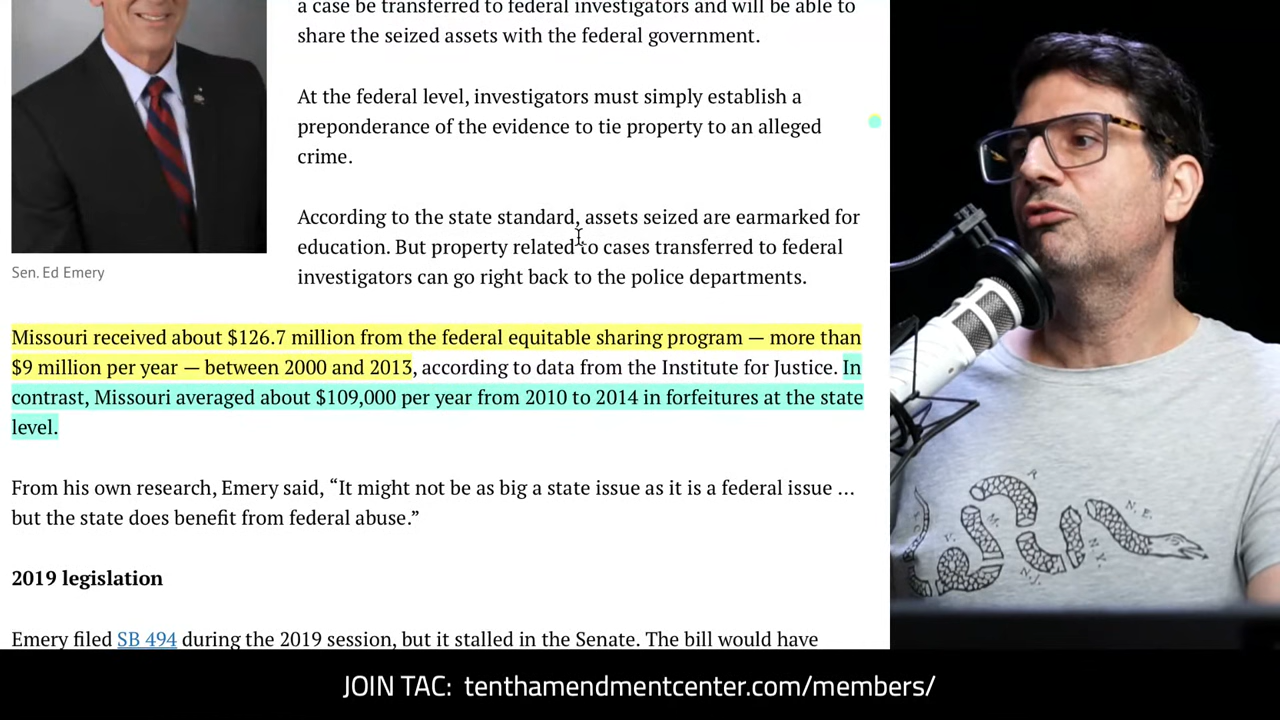 a case be transferred to federal investigators and will be able to
share the seized assets with the federal government.
At the federal level, investigators must simply establish a
preponderance of the evidence to tie property to an alleged
crime.
According to the state standard, assets seized are earmarked for
education. But property related to cases transferred to federal
investigators can go right back to the police departments.
Sen. Ed Emery
Missouri received about $126.7 million from the federal equitable sharing program — more than
$9 million per year — between 2000 and 2013, according to data from the Institute for Justice. In
contrast, Missouri averaged about $109,000 per year from 2010 to 2014 in forfeitures at the state
level.
From his own research, Emery said, “It might not be as big a state issue as it is a federal issue …
but the state does benefit from federal abuse.”
2019 legislation
Emery filed SB 494 during the 2019 session, but it stalled in the Senate. The bill would have
R.
N.E.
M.
V.
N.Y.
N.J.
JOIN TAC: tenthamendmentcenter.com/members/